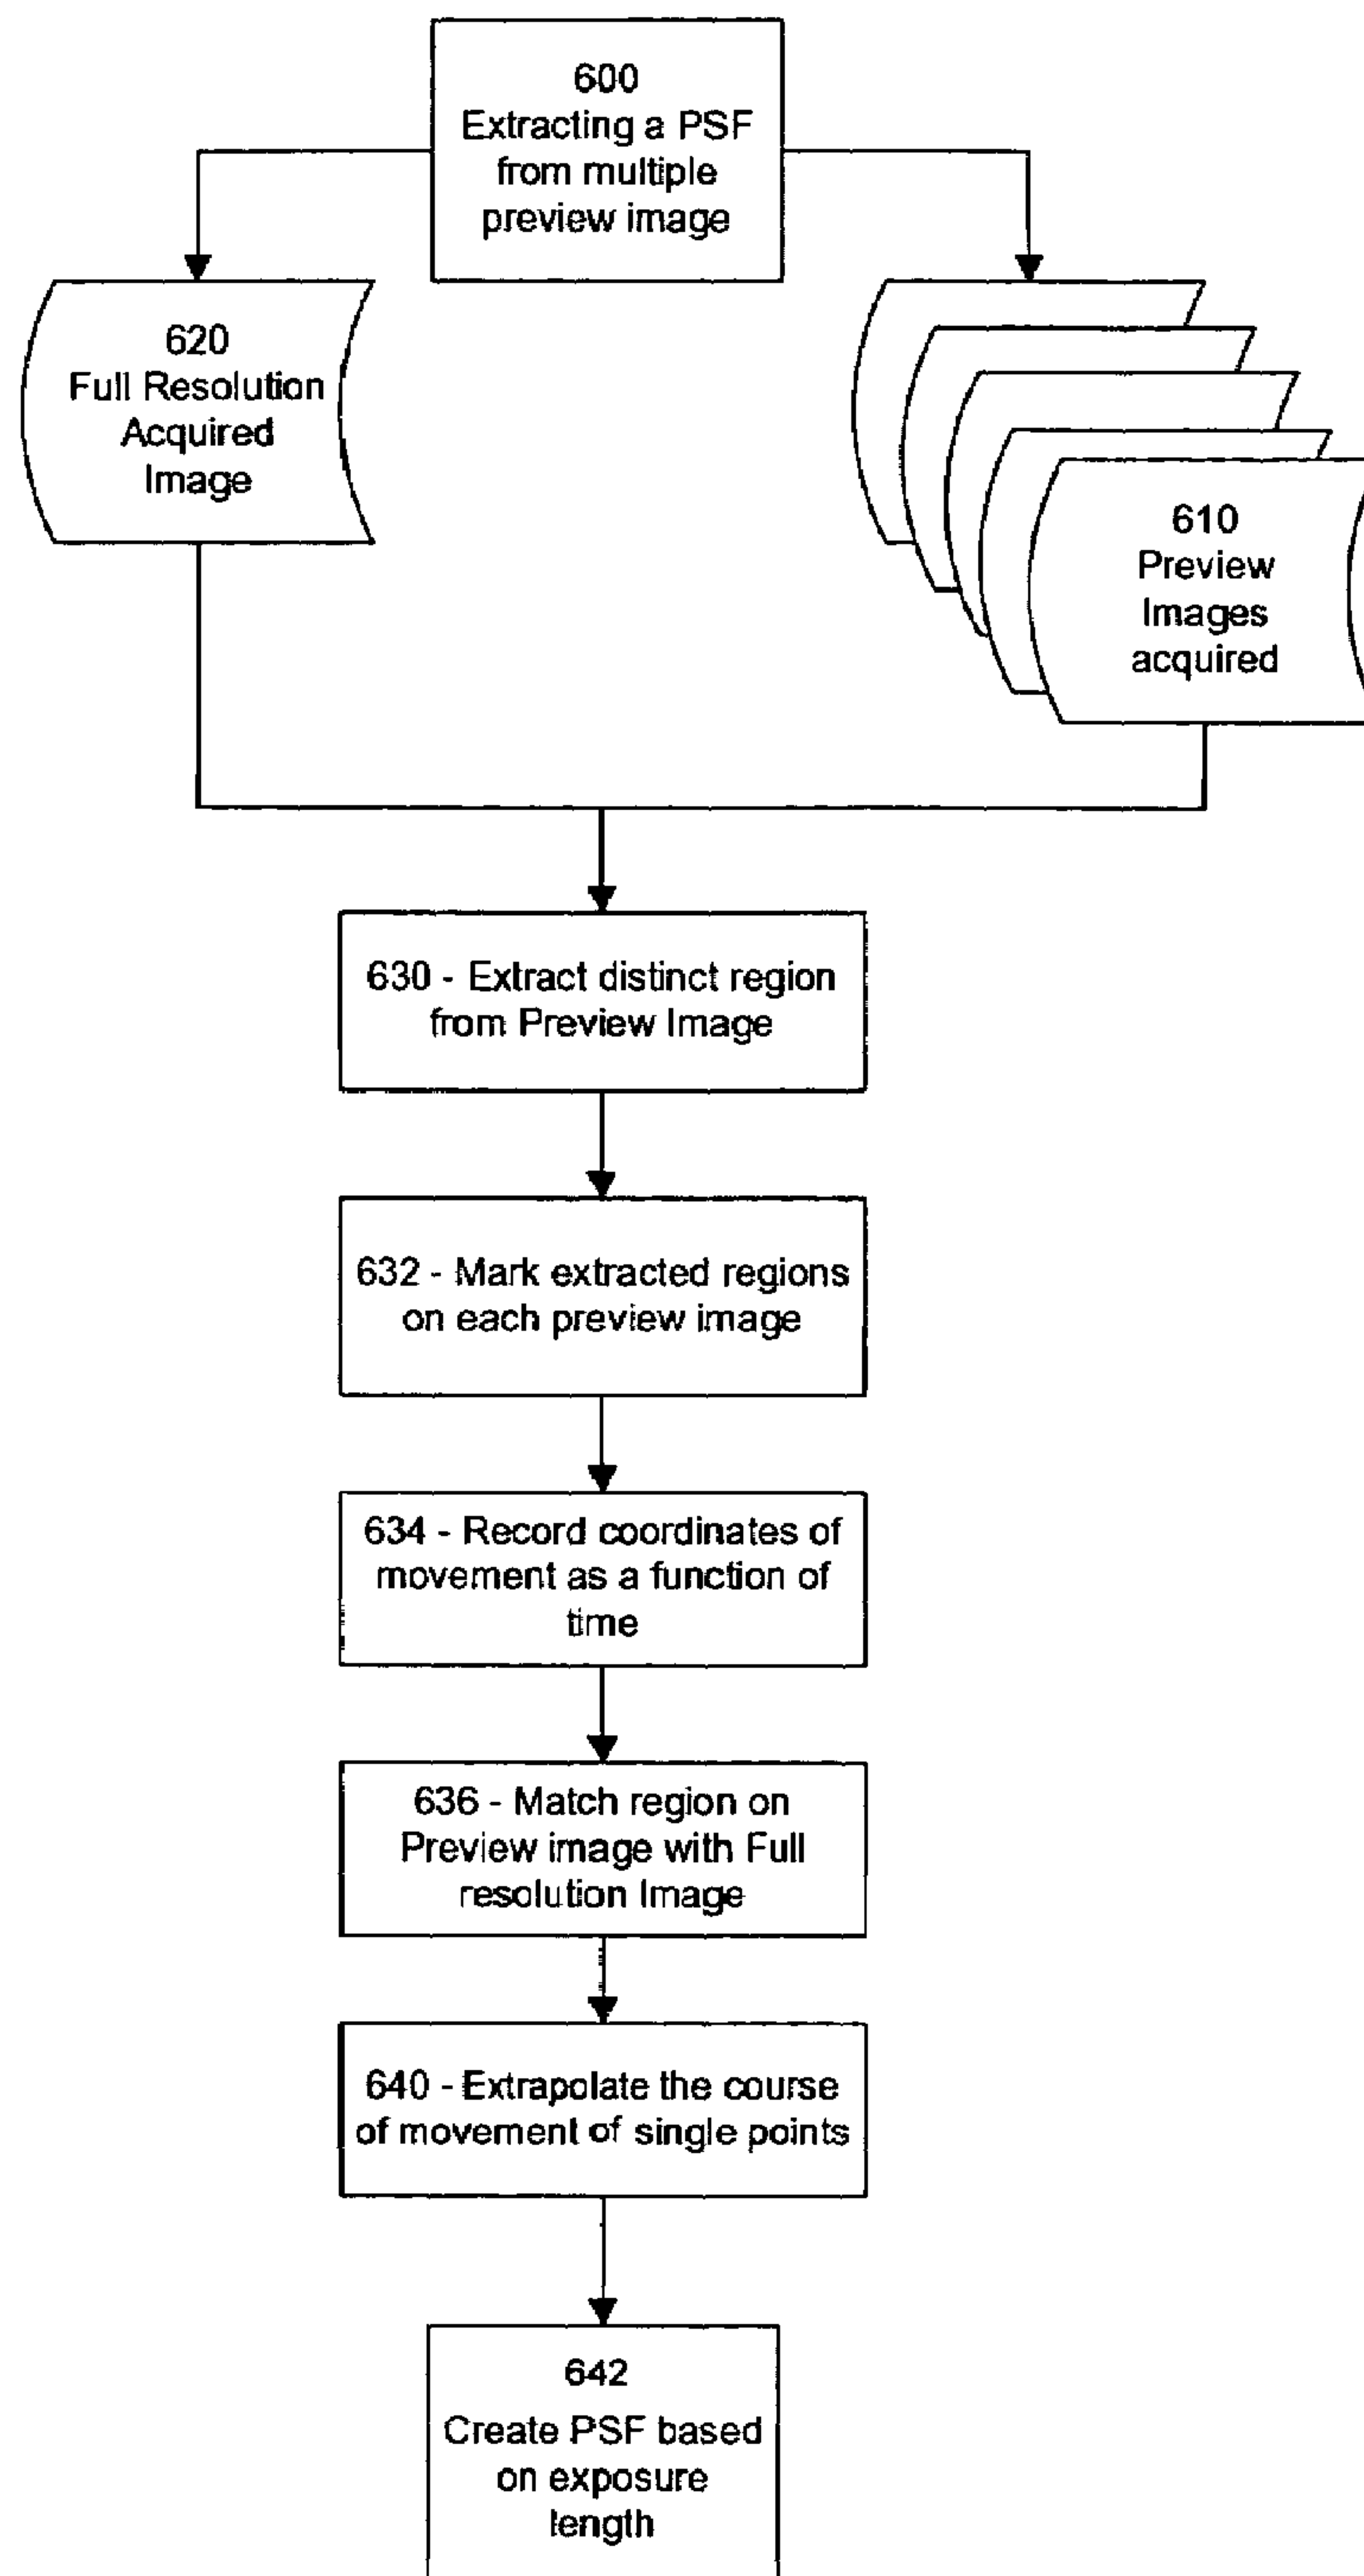 600
Extracting a PSF
from multiple
preview image
620
Full Resolution
Acquired
Image
610
Preview
Images
acquired
630 - Extract distinct region
from Preview Image
632 - Mark extracted regions
on each preview image
634 - Record coordinates of
movement as a function of
time
636 - Match region on
Preview image with Full
resolution Image
640 - Extrapolate the course
of movement of single points
642
Create PSF based
on exposure
length